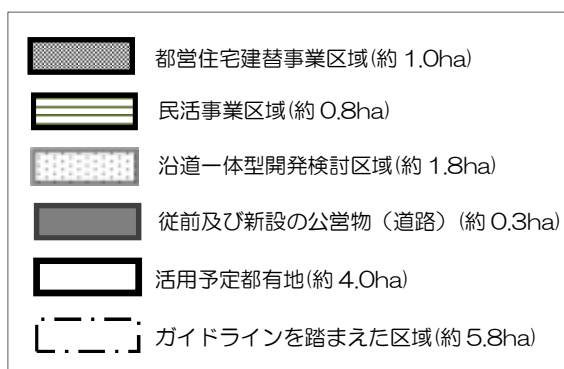 都営住宅建替事業区域(約 1.0ha)
民活事業区域(約 0.8ha)
沿道一体型開発検討区域(約 1.8ha)
従前及び新設の公営物（道路）(約 0.3ha)
活用予定都有地(約 4.0ha)
ガイドラインを踏まえた区域(約 5.8ha)